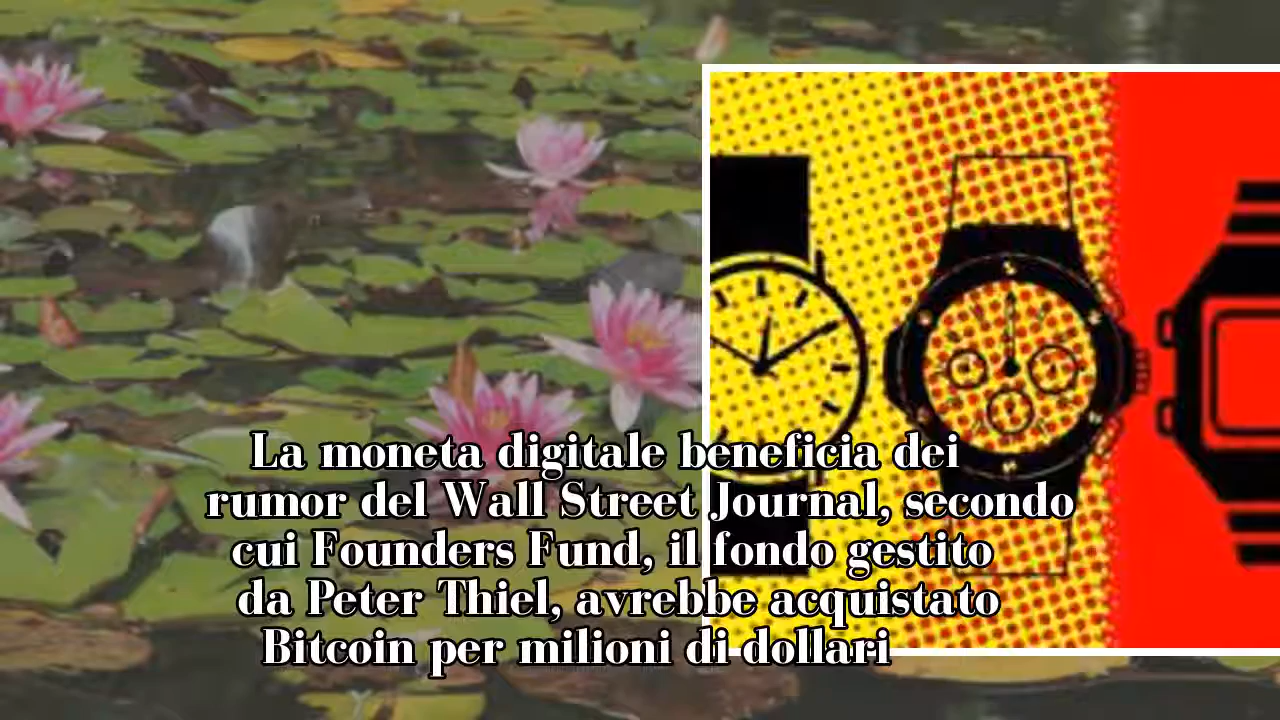 La moneta digitale beneficia dei
rumor del Wall Street Journal, secondo
cui Founders Fund, il fondo gestito
da Peter Thiel, avrebbe acquistato
Bitcoin per milioni di dollari